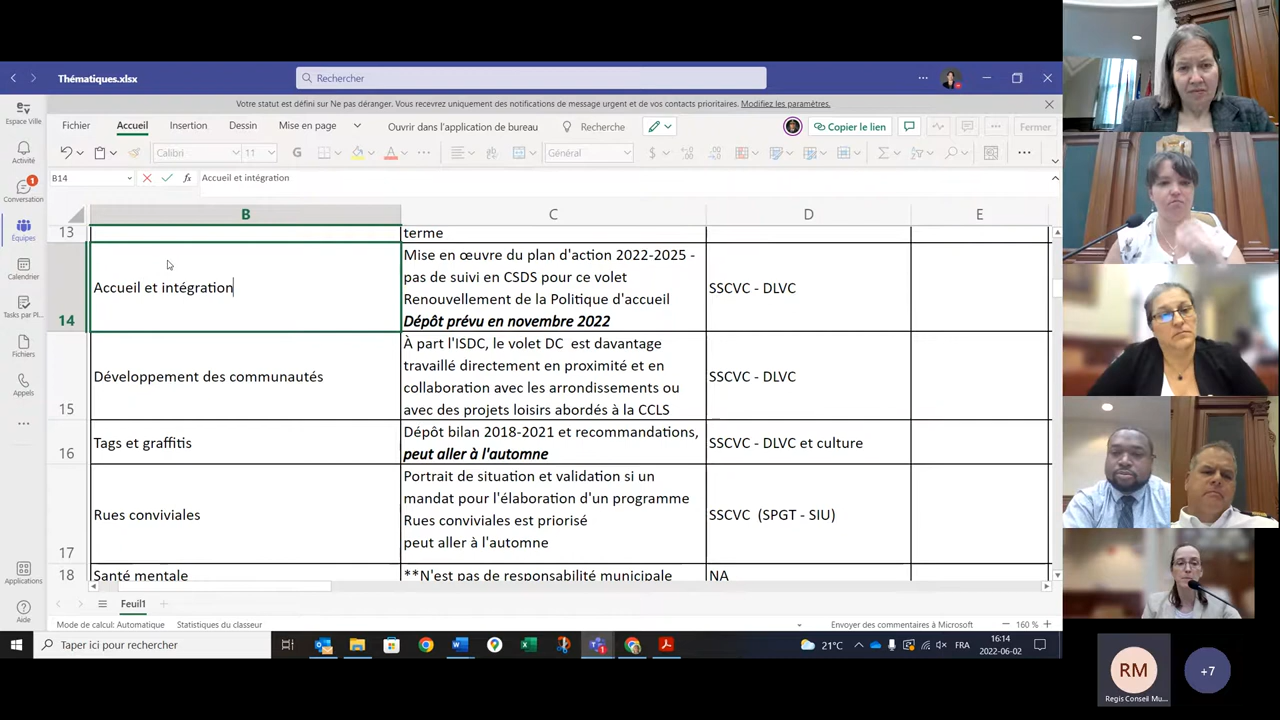 Thématiques.xlsx
Rechercher
Votre statut est défini sur Ne pas déranger. Vous recevrez uniquement des notifications de message urgent et de vos contacts prioritaires. Modifiez les paramètres.
Espace Ville
Activité
1
Conversation
Équipes
Calendrier
Tasks par Pl...
Fichiers
Appels
Applications
Aide
Fichier
Accueil
Insertion
Dessin
Mise en page
Ouvrir dans l'application de bureau
Recherche
Copier le lien
Fermer
Calibri
11
G
Général
B14
fx
Accueil et intégration
B
C
D
E
13
terme
14
Accueil et intégration
Mise en œuvre du plan d'action 2022-2025 -
pas de suivi en CSDS pour ce volet
Renouvellement de la Politique d'accueil
Dépôt prévu en novembre 2022
SSCVC - DLVC
15
Développement des communautés
À part l'ISDC, le volet DC est davantage
travaillé directement en proximité et en
collaboration avec les arrondissements ou
avec des projets loisirs abordés à la CCLS
SSCVC - DLVC
16
Tags et graffitis
Dépôt bilan 2018-2021 et recommandations,
peut aller à l'automne
SSCVC - DLVC et culture
17
Rues conviviales
Portrait de situation et validation si un
mandat pour l'élaboration d'un programme
Rues conviviales est priorisé
peut aller à l'automne
SSCVC (SPGT - SIU)
18
Santé mentale
**N'est pas de responsabilité municipale
NA
Feuil1
Mode de calcul: Automatique
Statistiques du classeur
Envoyer des commentaires à Microsoft
160 %
Taper ici pour rechercher
21°C
FRA
16:14
2022-06-02
RM
Regis Conseil Mu...
+7